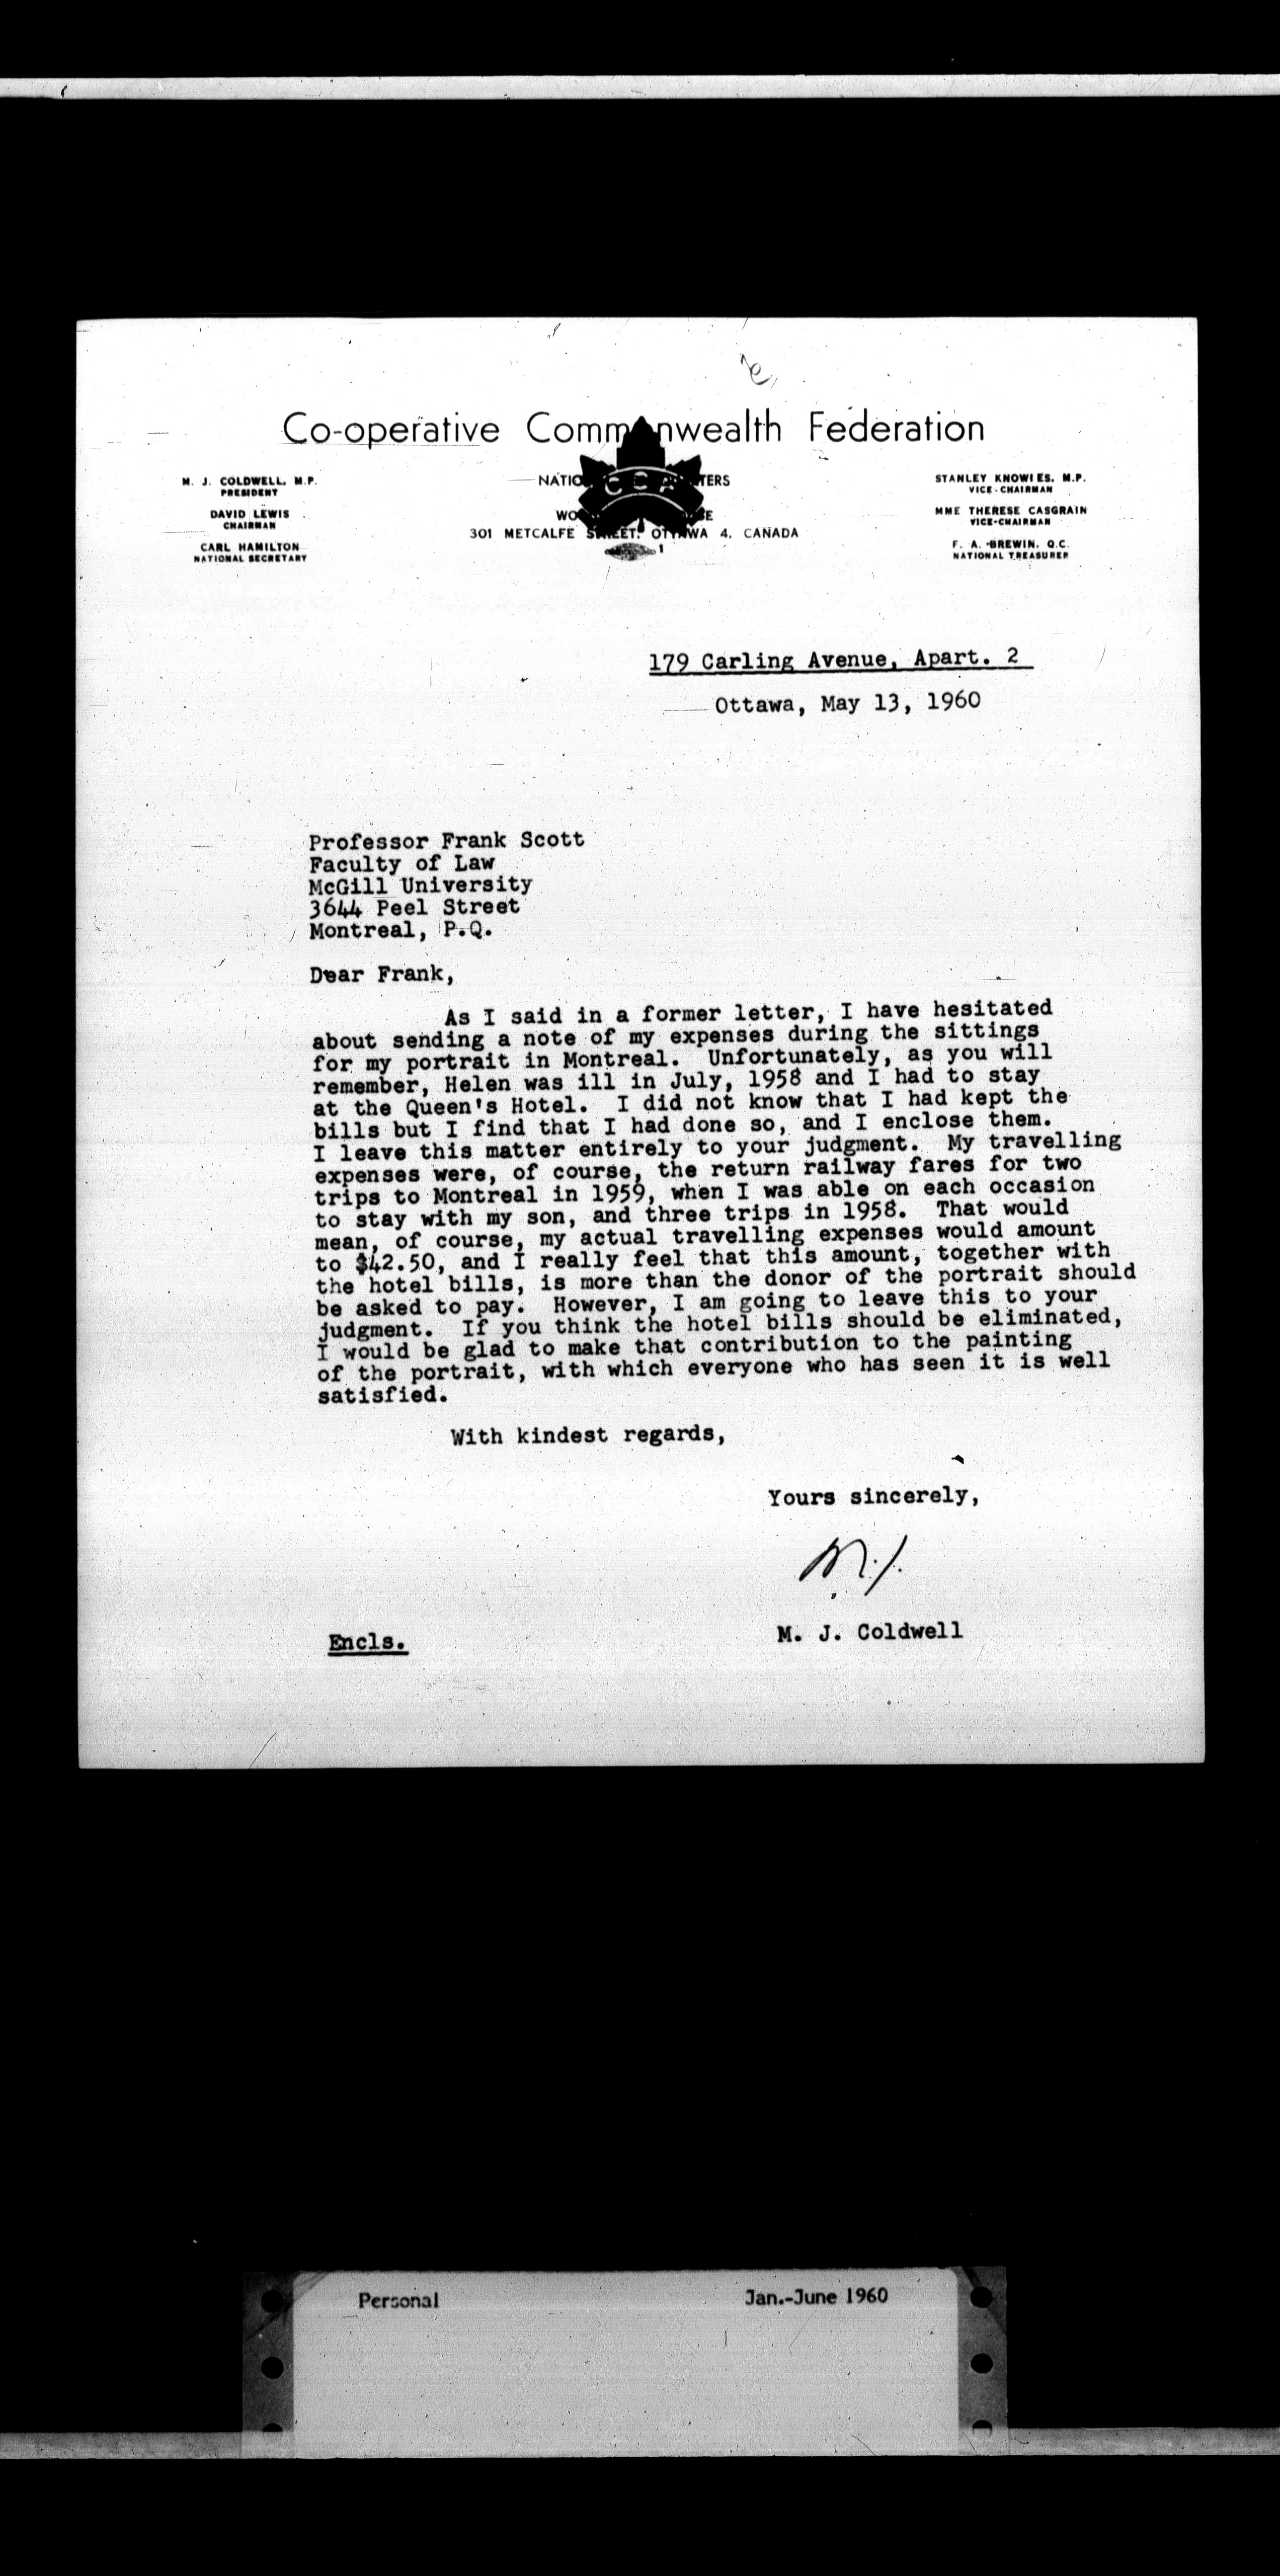 Co-operative Commonwealth Federation
M. J. COLDWELL, M.P.
PRESIDENT
DAVID LEWIS
CHAIRMAN
CARL HAMILTON
NATIONAL SECRETARY
CCF
301 METCALFE STREET, OTTAWA 4, CANADA
STANLEY KNOWLES, M.P.
VICE-CHAIRMAN
MME THERESE CASGRAIN
VICE-CHAIRMAN
F. A. BREWIN, Q.C.
NATIONAL TREASURER
179 Carling Avenue, Apart. 2
Ottawa, May 13, 1960
Professor Frank Scott
Faculty of Law
McGill University
3644 Peel Street
Montreal, P.Q.
Dear Frank,
As I said in a former letter, I have hesitated
about sending a note of my expenses during the sittings
for my portrait in Montreal. Unfortunately, as you will
remember, Helen was ill in July, 1958 and I had to stay
at the Queen's Hotel. I did not know that I had kept the
bills but I find that I had done so, and I enclose them.
I leave this matter entirely to your judgment. My travelling
expenses were, of course, the return railway fares for two
trips to Montreal in 1959, when I was able on each occasion
to stay with my son, and three trips in 1958. That would
mean, of course, my actual travelling expenses would amount
to $42.50, and I really feel that this amount, together with
the hotel bills, is more than the donor of the portrait should
be asked to pay. However, I am going to leave this to your
judgment. If you think the hotel bills should be eliminated,
I would be glad to make that contribution to the painting
of the portrait, with which everyone who has seen it is well
satisfied.
With kindest regards,
Yours sincerely,
M.J.
M. J. Coldwell
Encls.
Personal Jan.-June 1960